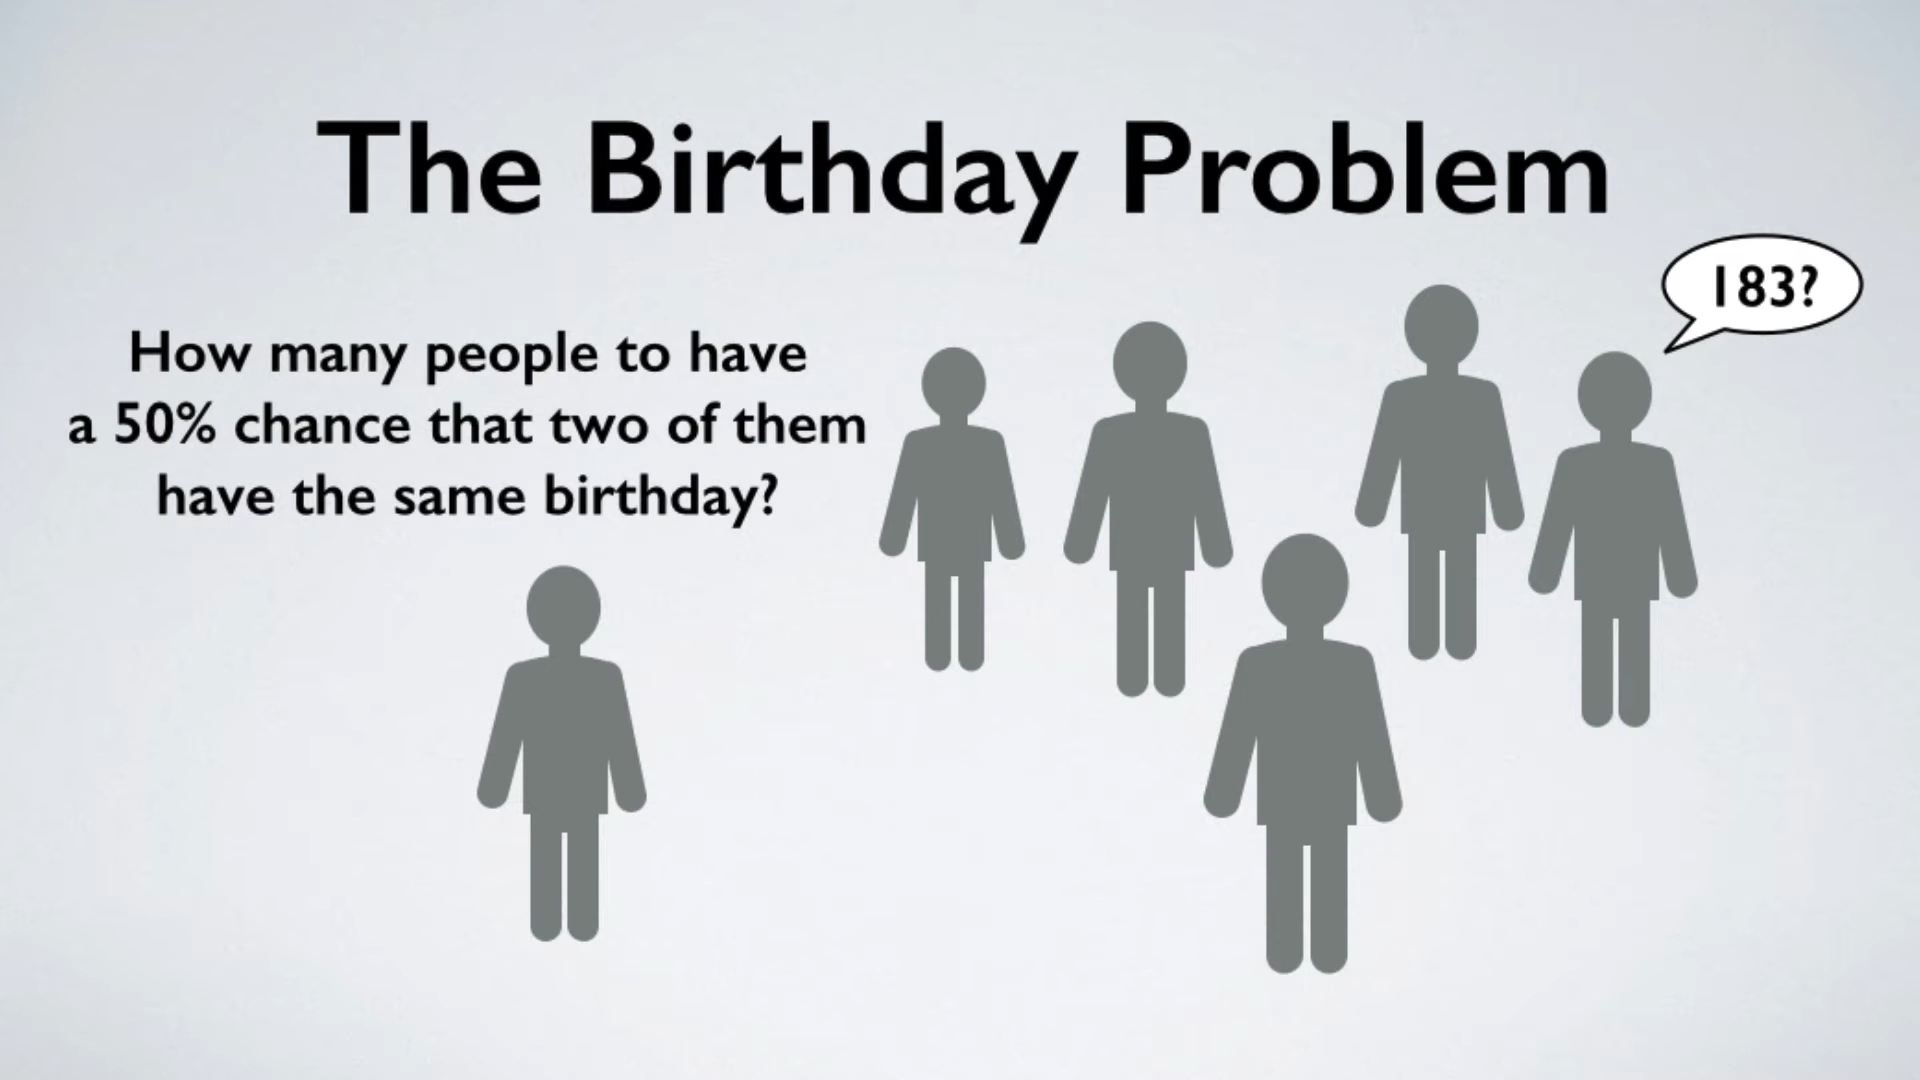 The Birthday Problem
183?
How many people to have
a 50% chance that two of them
have the same birthday?